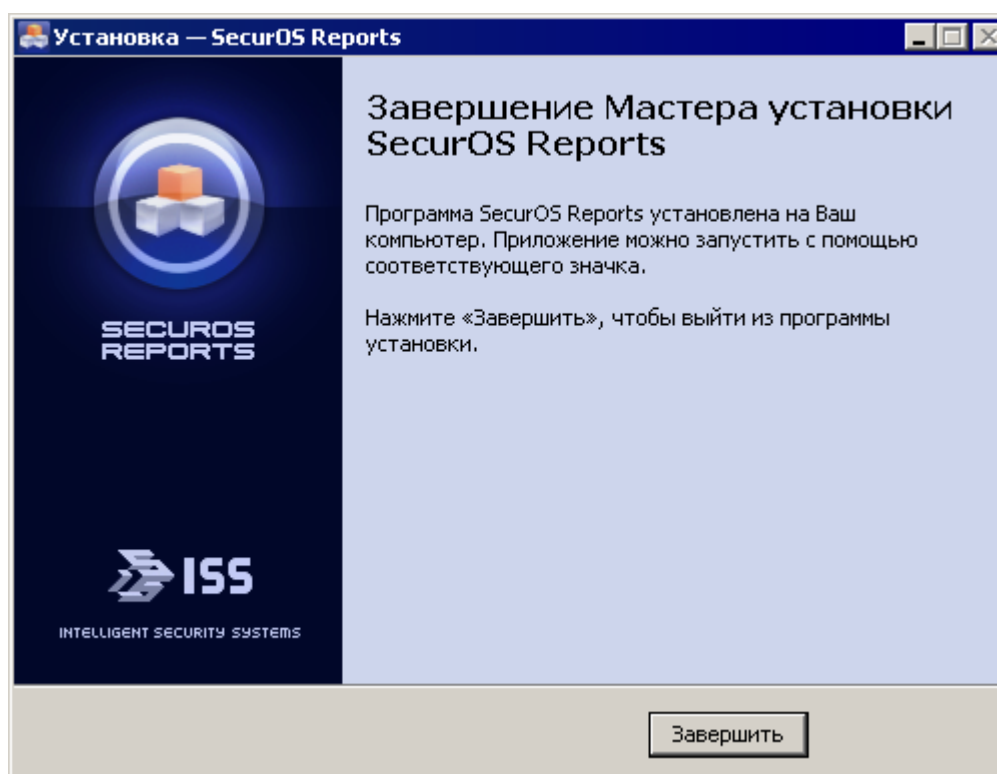 Установка — SecurOS Reports
Завершение Мастера установки
SecurOS Reports
Программа SecurOS Reports установлена на Ваш
компьютер. Приложение можно запустить с помощью
соответствующего значка.
Нажмите «Завершить», чтобы выйти из программы
установки.
SECUROS
REPORTS
ISS
INTELLIGENT SECURITY SYSTEMS
Завершить